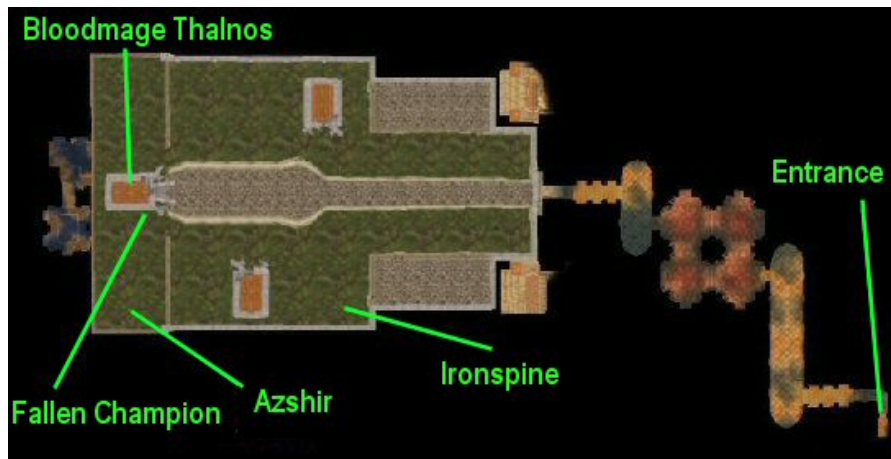 Bloodmage Thalnos
Entrance
Ironspine
Azshir
Fallen Champion